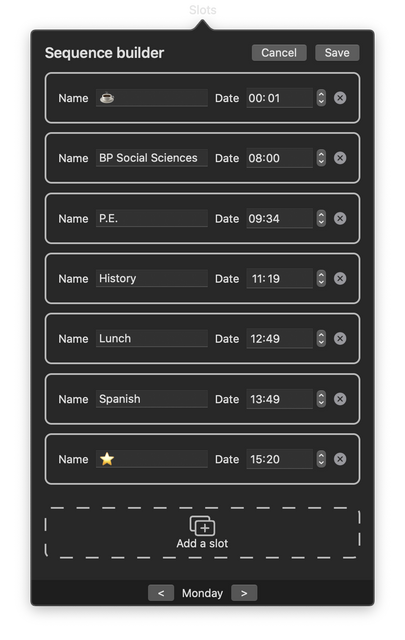 Slots
Sequence builder Cancel Save
Name ☕ Date 00:01
Name BP Social Sciences Date 08:00
Name P.E. Date 09:34
Name History Date 11:19
Name Lunch Date 12:49
Name Spanish Date 13:49
Name ⭐ Date 15:20
Add a slot
< Monday >